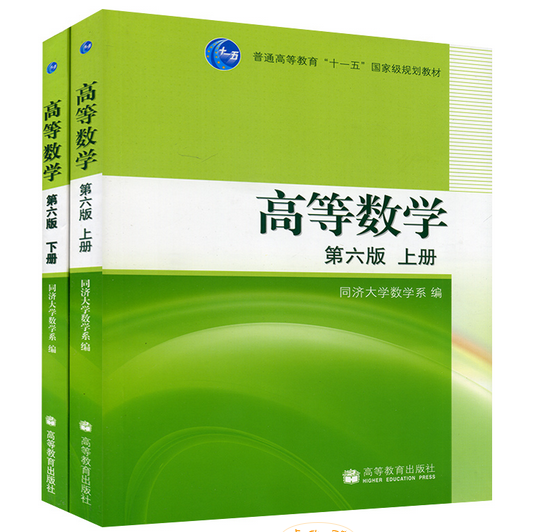 十一五
普通高等教育“十一五”国家级规划教材
高等数学
第六版 上册
同济大学数学系 编
高等教育出版社
HIGHER EDUCATION PRESS
高等数学
第六版 上册
同济大学数学系 编
高等教育出版社
高等数学
第六版 下册
同济大学数学系 编
高等教育出版社